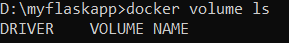 D:\myflaskapp>docker volume ls
DRIVER    VOLUME NAME